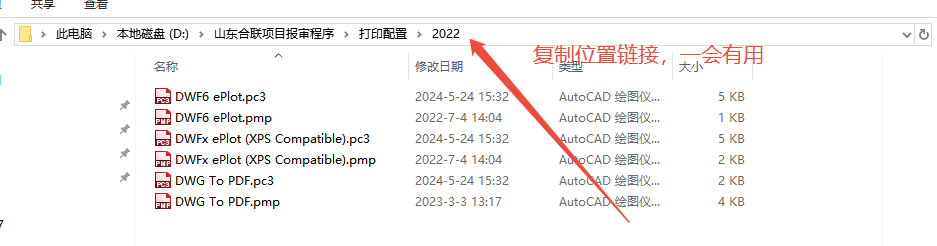 共享 查看
此电脑 本地磁盘 (D:) 山东合联项目报审程序 打印配置 2022
复制位置链接，一会有用
名称 修改日期 类型 大小
DWF6 ePlot.pc3 2024-5-24 15:32 AutoCAD 绘图仪... 5 KB
DWF6 ePlot.pmp 2022-7-4 14:04 AutoCAD 绘图仪... 1 KB
DWFx ePlot (XPS Compatible).pc3 2024-5-24 15:32 AutoCAD 绘图仪... 5 KB
DWFx ePlot (XPS Compatible).pmp 2022-7-4 14:04 AutoCAD 绘图仪... 2 KB
DWG To PDF.pc3 2024-5-24 15:32 AutoCAD 绘图仪... 2 KB
DWG To PDF.pmp 2023-3-3 13:17 AutoCAD 绘图仪... 4 KB
7